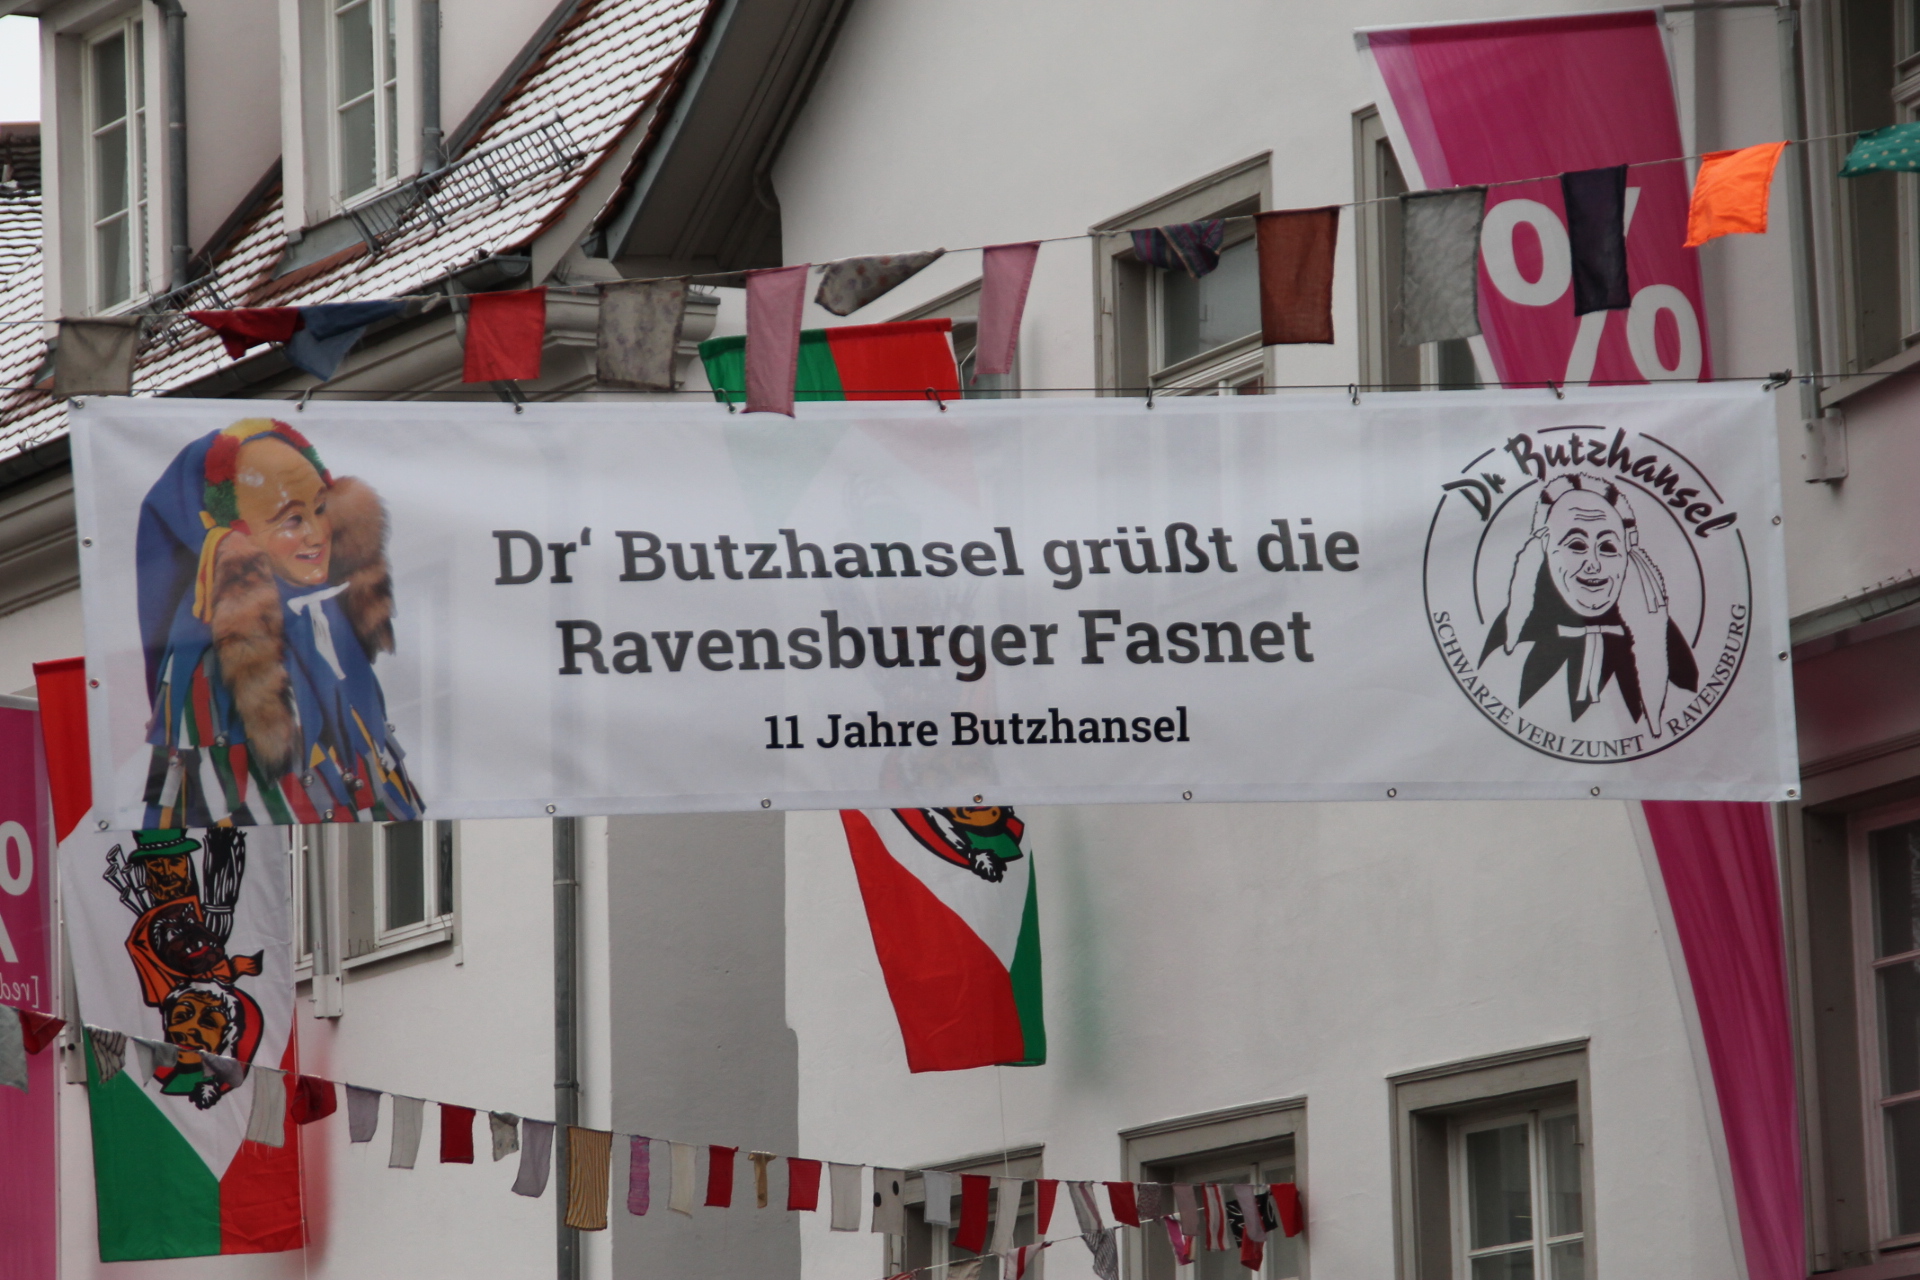 %
Dr' Butzhansel
Dr‘ Butzhansel grüßt die
Ravensburger Fasnet
11 Jahre Butzhansel
SCHWARZE VERI ZUNFT RAVENSBURG
%